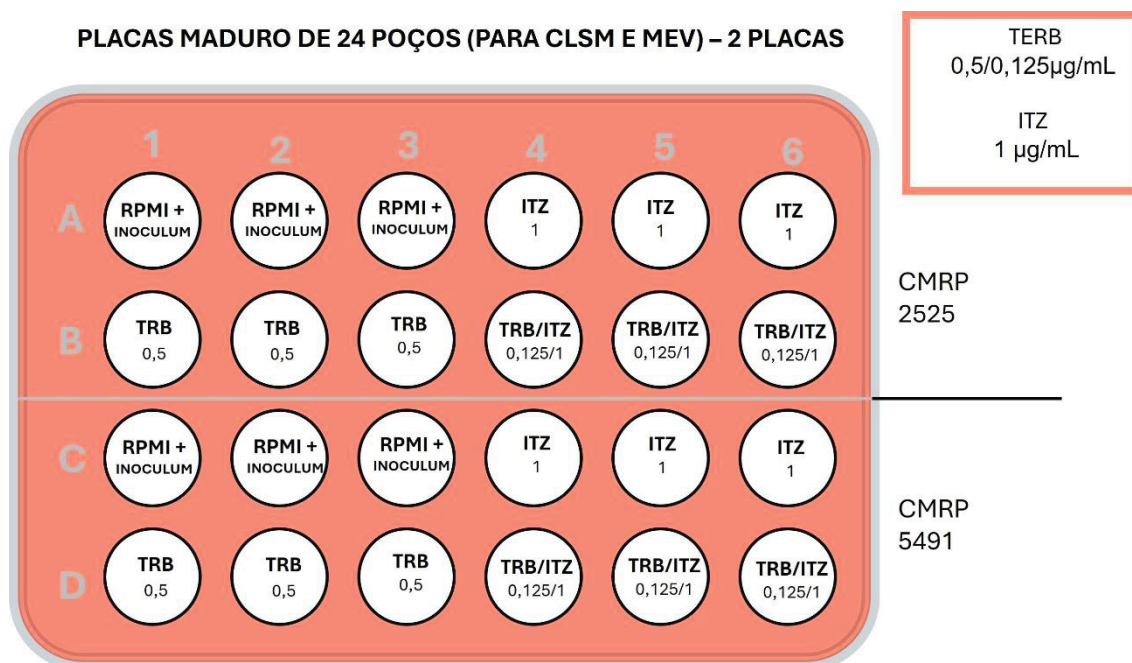 PLACAS MADURO DE 24 POÇOS (PARA CLSM E MEV) – 2 PLACAS
TERB
0,5/0,125µg/mL
ITZ
1 µg/mL
1 2 3 4 5 6
A
RPMI + RPMI + RPMI + ITZ ITZ ITZ
INOCULUM INOCULUM INOCULUM 1 1 1
B
TRB TRB TRB TRB/ITZ TRB/ITZ TRB/ITZ
0,5 0,5 0,5 0,125/1 0,125/1 0,125/1
CMRP
2525
C
RPMI + RPMI + RPMI + ITZ ITZ ITZ
INOCULUM INOCULUM INOCULUM 1 1 1
D
TRB TRB TRB TRB/ITZ TRB/ITZ TRB/ITZ
0,5 0,5 0,5 0,125/1 0,125/1 0,125/1
CMRP
5491